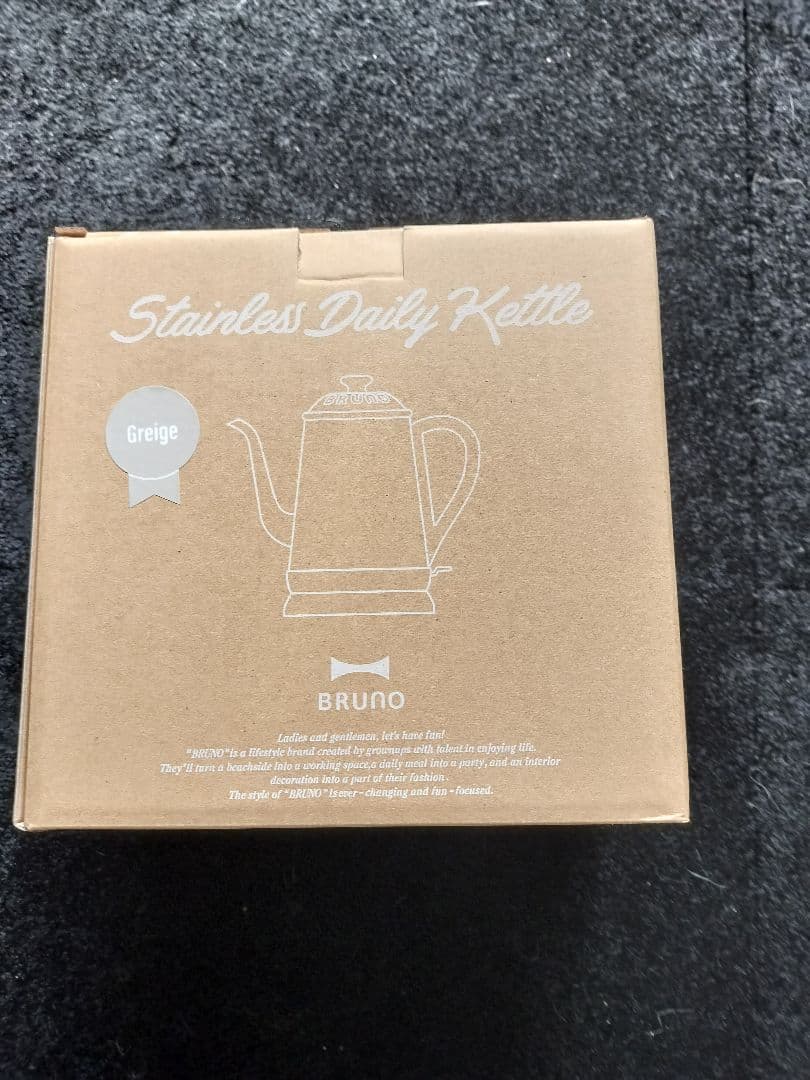 Stainless Daily Kettle
BRUNO
Greige
BRUNO
Ladies and gentlemen, let's have fun!
"BRUNO" is a lifestyle brand created by grownups with talent in enjoying life.
They'll turn a beachside into a working space,a daily meal into a party, and an interior
decoration into a part of their fashion.
The style of "BRUNO" is ever-changing and fun-focused.